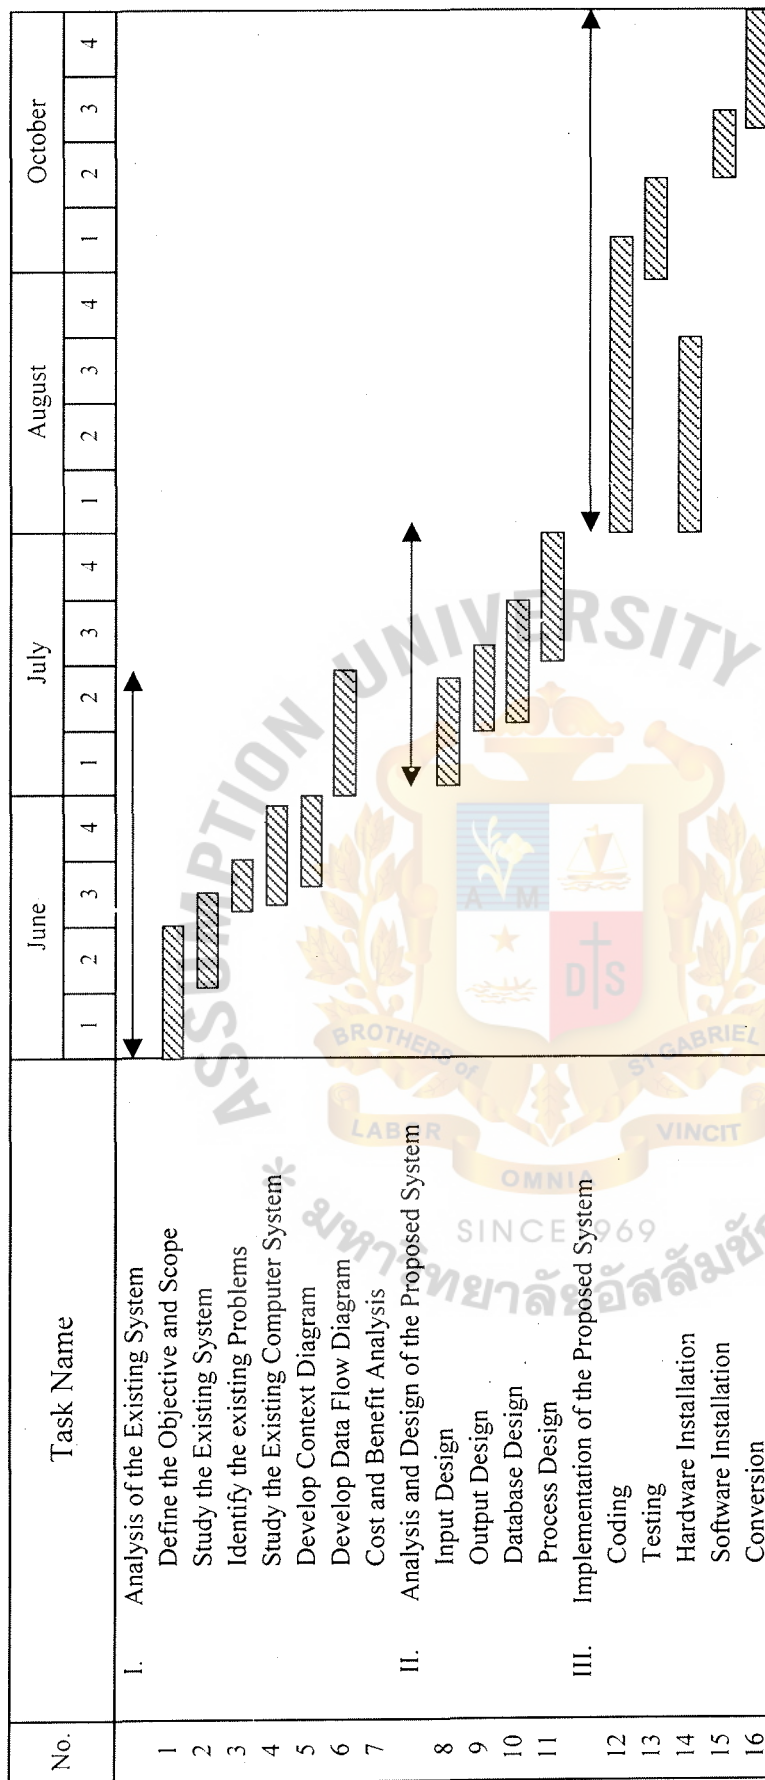 No.
Task Name
June
July
August
October
1 2 3 4 1 2 3 4 1 2 3 4 1 2 3 4
I. Analysis of the Existing System
1 Define the Objective and Scope
2 Study the Existing System
3 Identify the existing Problems
4 Study the Existing Computer System
5 Develop Context Diagram
6 Develop Data Flow Diagram
7 Cost and Benefit Analysis
II. Analysis and Design of the Proposed System
8 Input Design
9 Output Design
10 Database Design
11 Process Design
III. Implementation of the Proposed System
12 Coding
13 Testing
14 Hardware Installation
15 Software Installation
16 Conversion
ASSUMPTION UNIVERSITY
A M
D S
BROTHERS of ST GABRIEL
LABOR OMNIA VINCIT
SINCE 1969